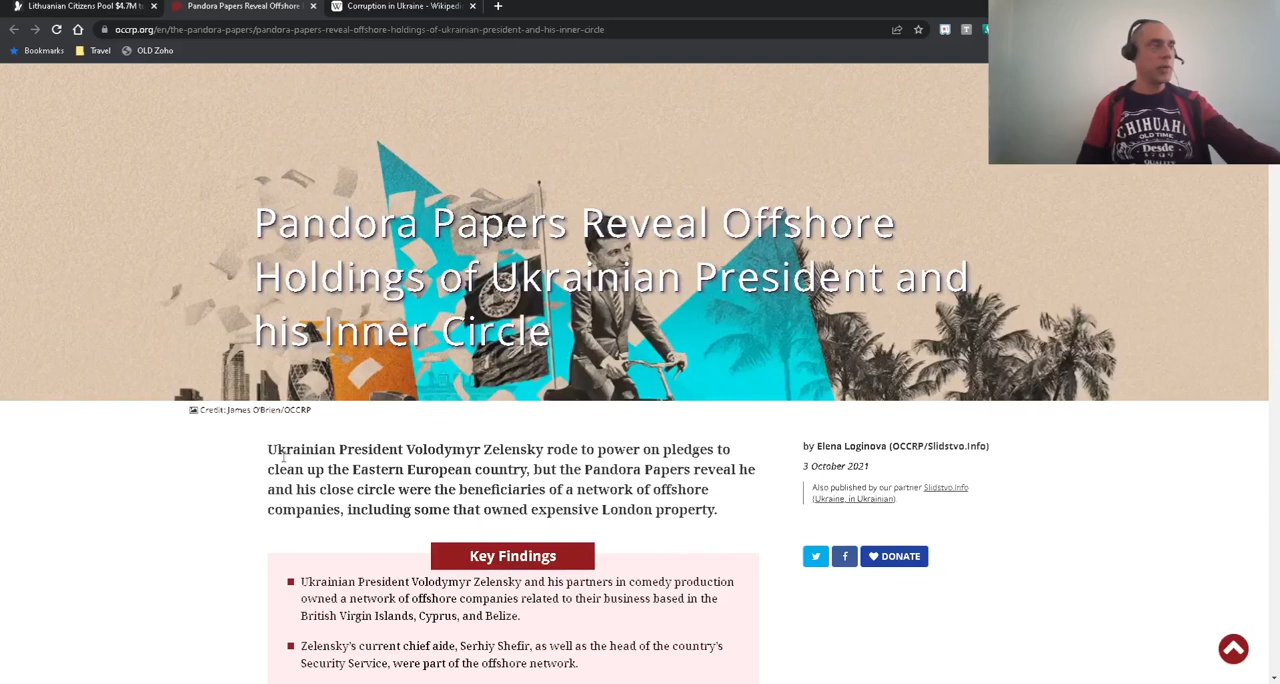 Lithuanian Citizens Pool $4.7M t
Pandora Papers Reveal Offshore
Corruption in Ukraine - Wikiped
occrp.org/en/the-pandora-papers/pandora-papers-reveal-offshore-holdings-of-ukrainian-president-and-his-inner-circle
Bookmarks
Travel
OLD Zoho
CHIHUAHU
OLD TIME
Desde
QUALITY
Pandora Papers Reveal Offshore
Holdings of Ukrainian President and
his Inner Circle
Credit: James O'Brien/OCCRP
Ukrainian President Volodymyr Zelensky rode to power on pledges to
clean up the Eastern European country, but the Pandora Papers reveal he
and his close circle were the beneficiaries of a network of offshore
companies, including some that owned expensive London property.
by Elena Loginova (OCCRP/Slidstvo.Info)
3 October 2021
Also published by our partner Slidstvo.Info
(Ukraine, in Ukrainian)
DONATE
Key Findings
Ukrainian President Volodymyr Zelensky and his partners in comedy production
owned a network of offshore companies related to their business based in the
British Virgin Islands, Cyprus, and Belize.
Zelensky's current chief aide, Serhiy Shefir, as well as the head of the country's
Security Service, were part of the offshore network.